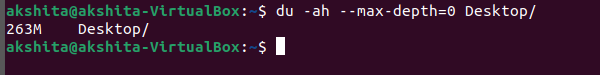 akshita@akshita-VirtualBox:~$ du -ah --max-depth=0 Desktop/
263M    Desktop/
akshita@akshita-VirtualBox:~$